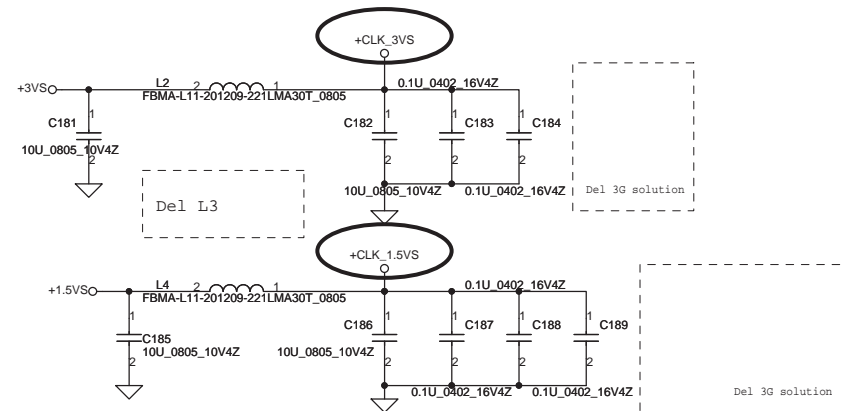 +CLK_3VS
+3VS
L2
2
1
0.1U_0402_16V4Z
FBMA-L11-201209-221LMA30T_0805
C181
1
C182
1
C183
1
C184
1
10U_0805_10V4Z
2
2
2
2
10U_0805_10V4Z
0.1U_0402_16V4Z
Del 3G solution
Del L3
+CLK_1.5VS
+1.5VS
L4
2
1
0.1U_0402_16V4Z
FBMA-L11-201209-221LMA30T_0805
1
C185
C186
1
C187
1
C188
1
C189
1
10U_0805_10V4Z
10U_0805_10V4Z
2
2
2
2
2
0.1U_0402_16V4Z
0.1U_0402_16V4Z
Del 3G solution